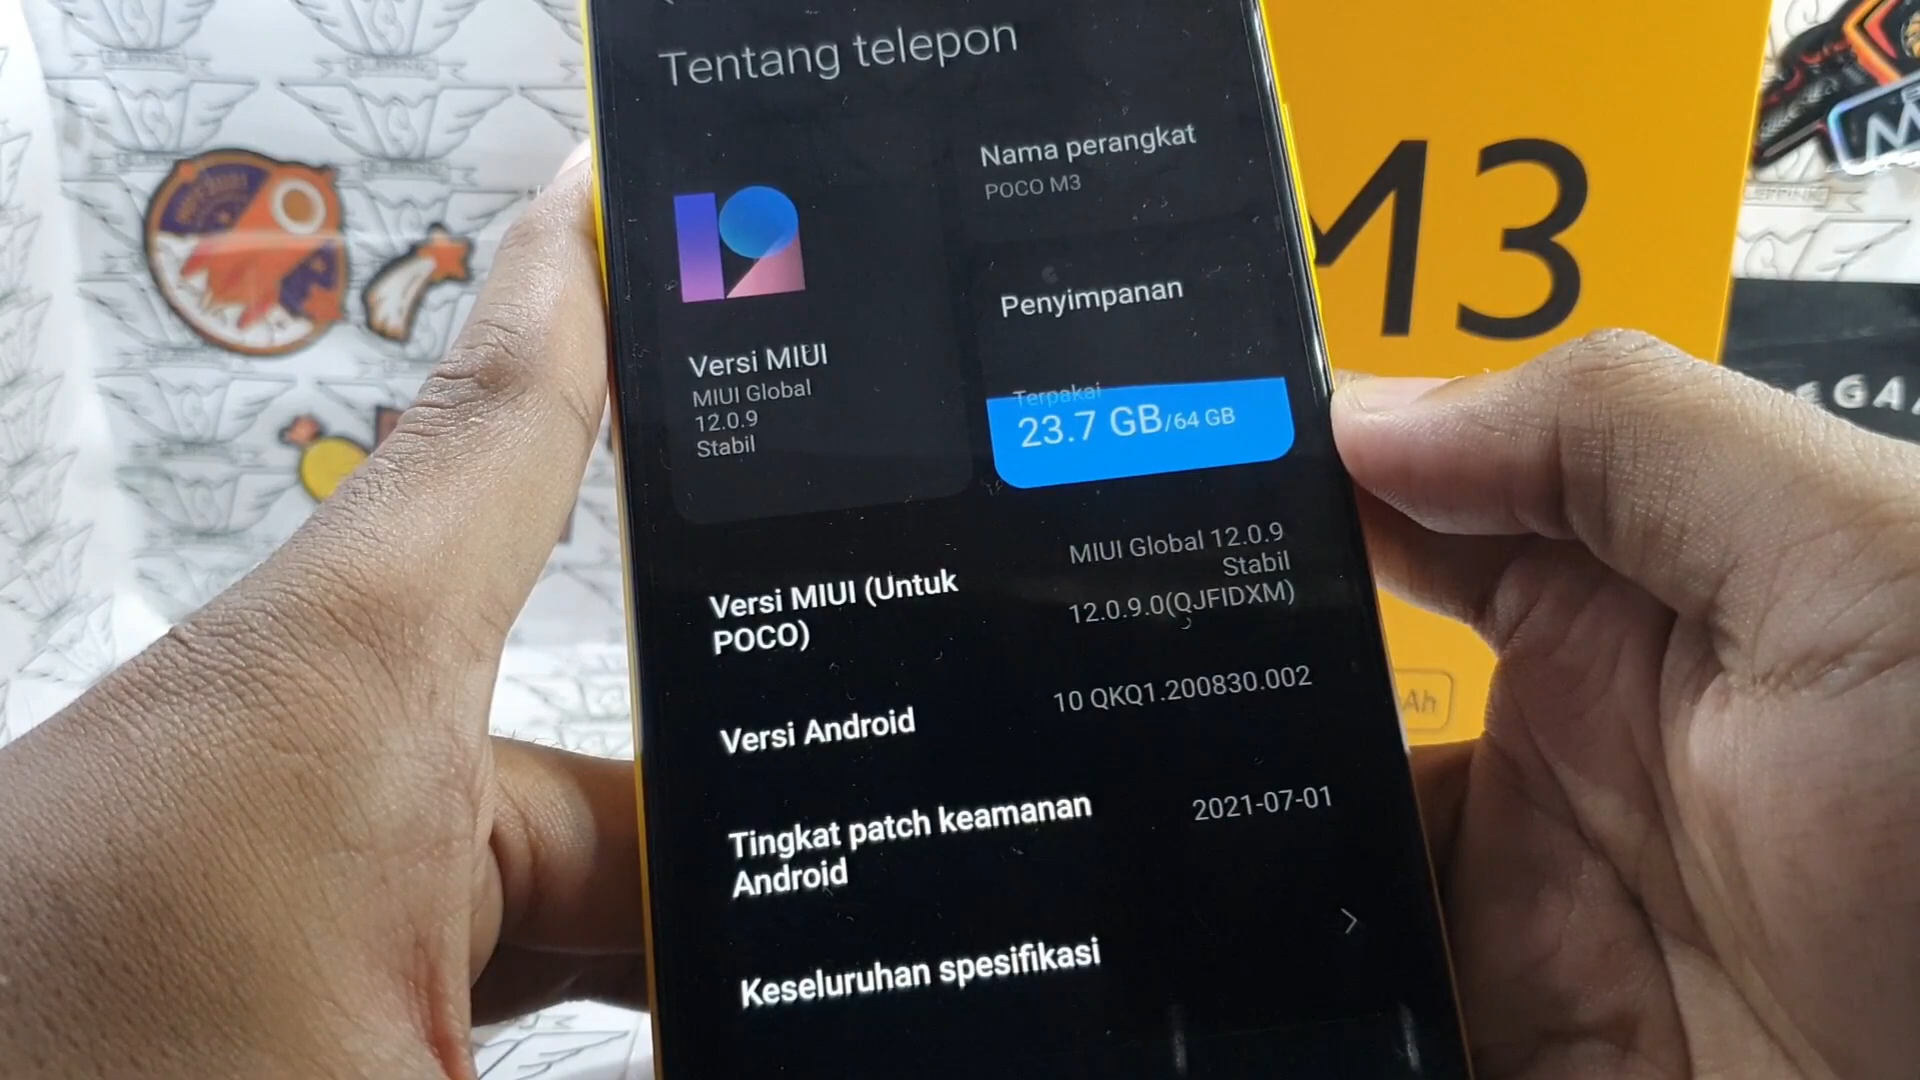 Tentang telepon
Nama perangkat
POCO M3
Penyimpanan
Terpakai
23.7 GB/64 GB
Versi MIUI
MIUI Global
12.0.9
Stabil
Versi MIUI (Untuk
POCO)
MIUI Global 12.0.9
Stabil
12.0.9.0(QJFIDXM)
Versi Android
10 QKQ1.200830.002
Tingkat patch keamanan
Android
2021-07-01
Keseluruhan spesifikasi
M3
Ah